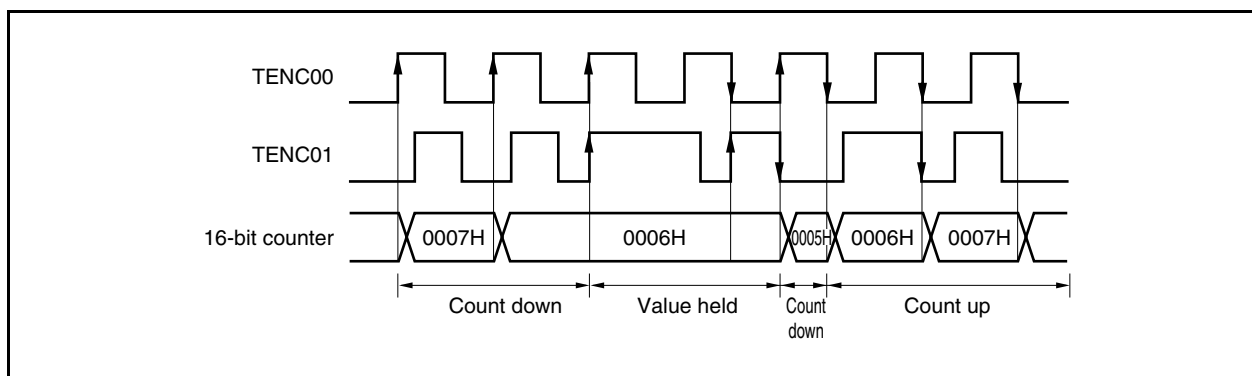 TENC00
TENC01
16-bit counter
0007H
0006H
0005H
0006H
0007H
Count down
Value held
Count
down
Count up